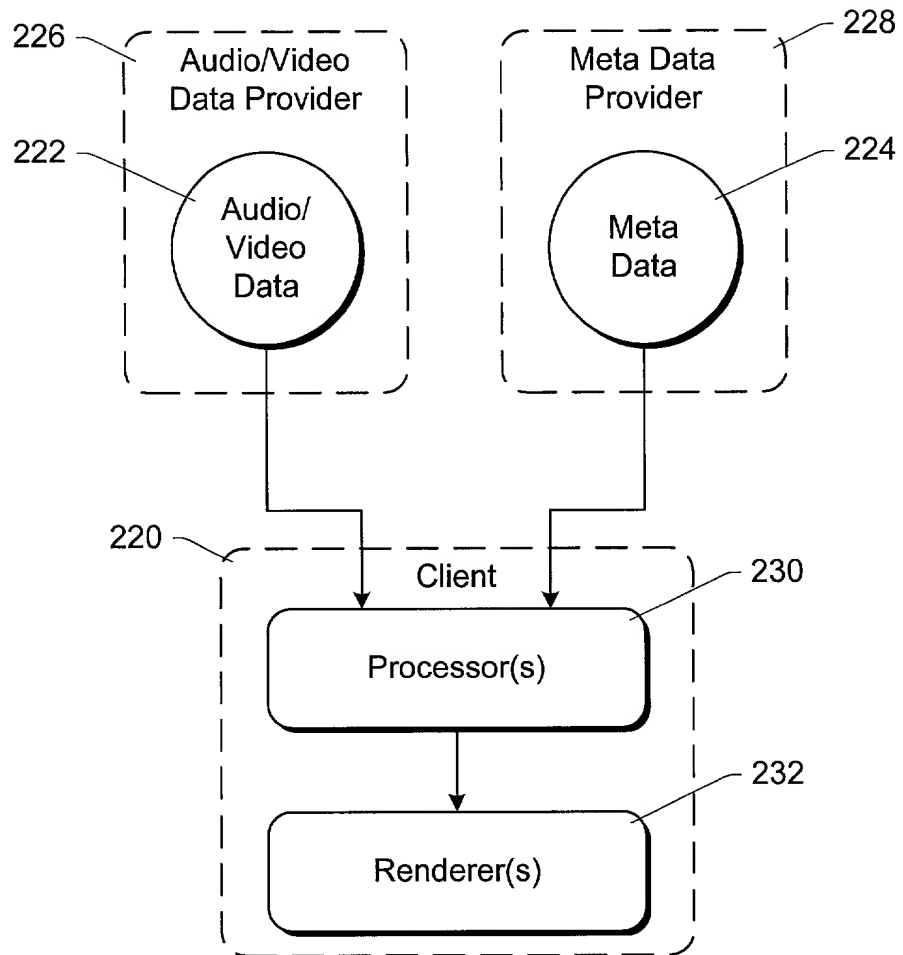 226
Audio/Video
Data Provider
228
Meta Data
Provider
222
Audio/
Video
Data
224
Meta
Data
220
Client
230
Processor(s)
232
Renderer(s)